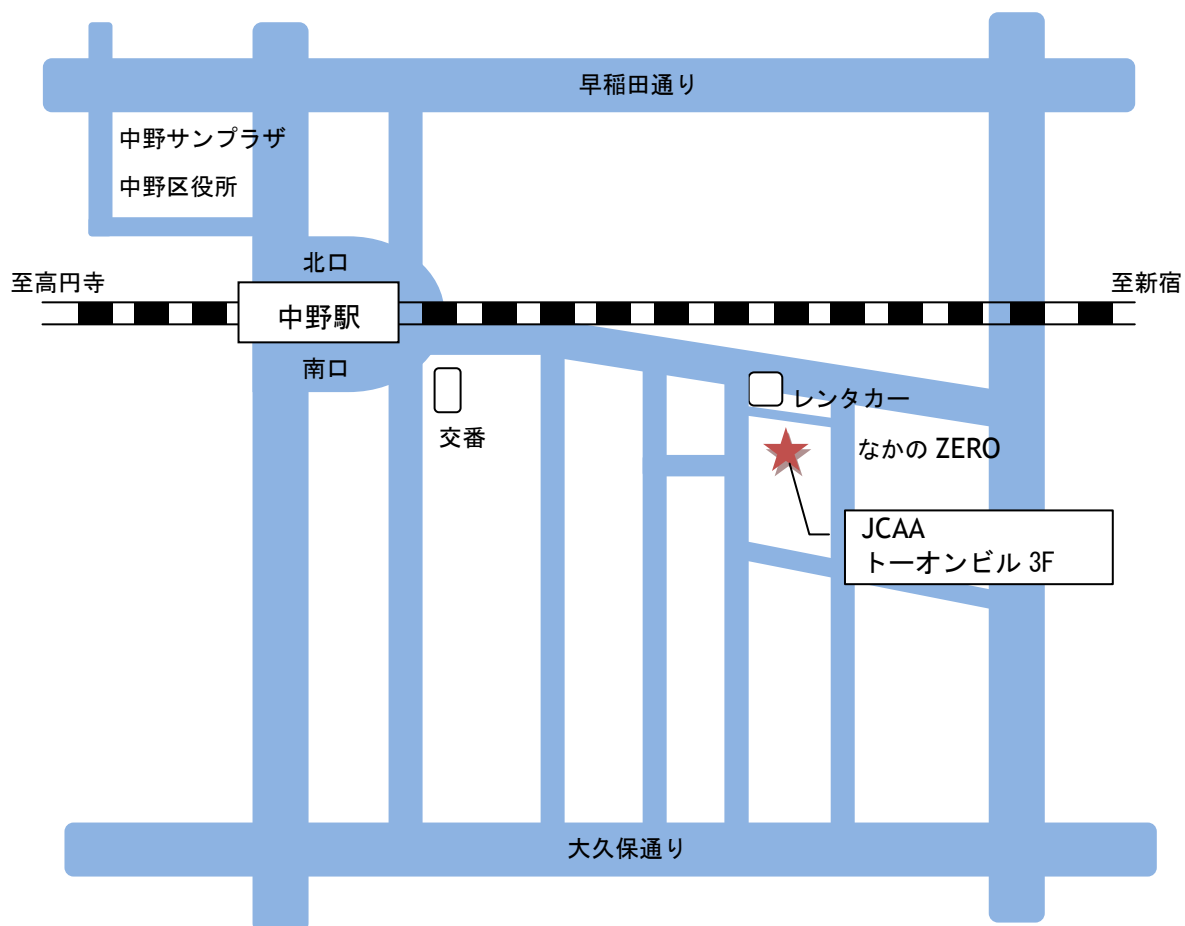 早稲田通り
中野サンプラザ
中野区役所
北口
至高円寺
至新宿
中野駅
南口
レンタカー
交番
なかの ZERO
JCAA
トーオンビル 3F
大久保通り